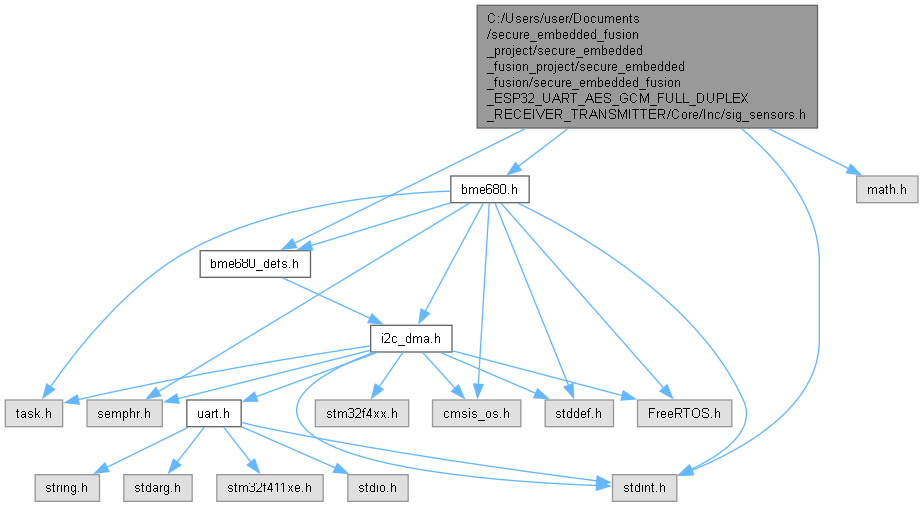 C:/Users/user/Documents
/secure_embedded_fusion
_project/secure_embedded
_fusion_project/secure_embedded
_fusion/secure_embedded_fusion
_ESP32_UART_AES_GCM_FULL_DUPLEX
_RECEIVER_TRANSMITTER/Core/Inc/sig_sensors.h
bme680.h
math.h
bme680_defs.h
i2c_dma.h
task.h
semphr.h
uart.h
stm32f4xx.h
cmsis_os.h
stddef.h
FreeRTOS.h
string.h
stdarg.h
stm32f411xe.h
stdio.h
stdint.h